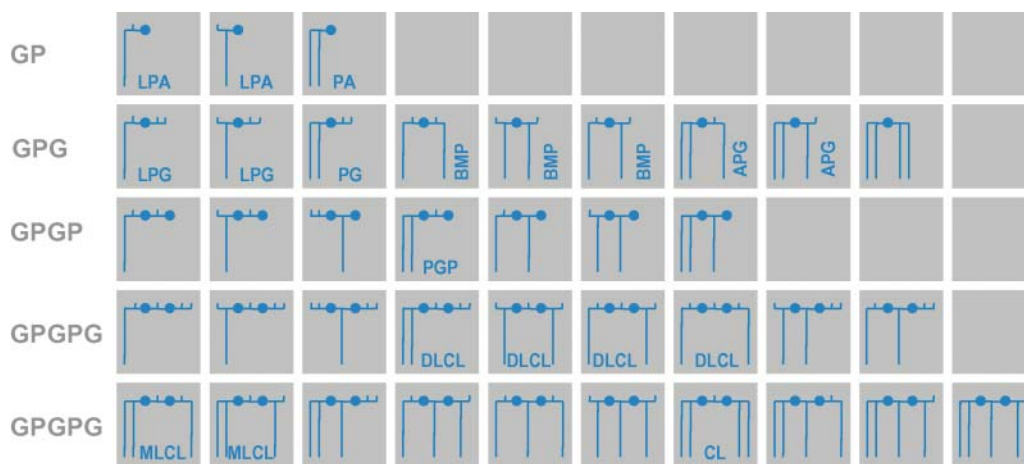 GP LPA LPA PA
GPG LPG LPG PG BMP BMP BMP APG APG
GPGP PGP
GPGPG DLCL DLCL DLCL DLCL
GPGPG MLCL MLCL CL